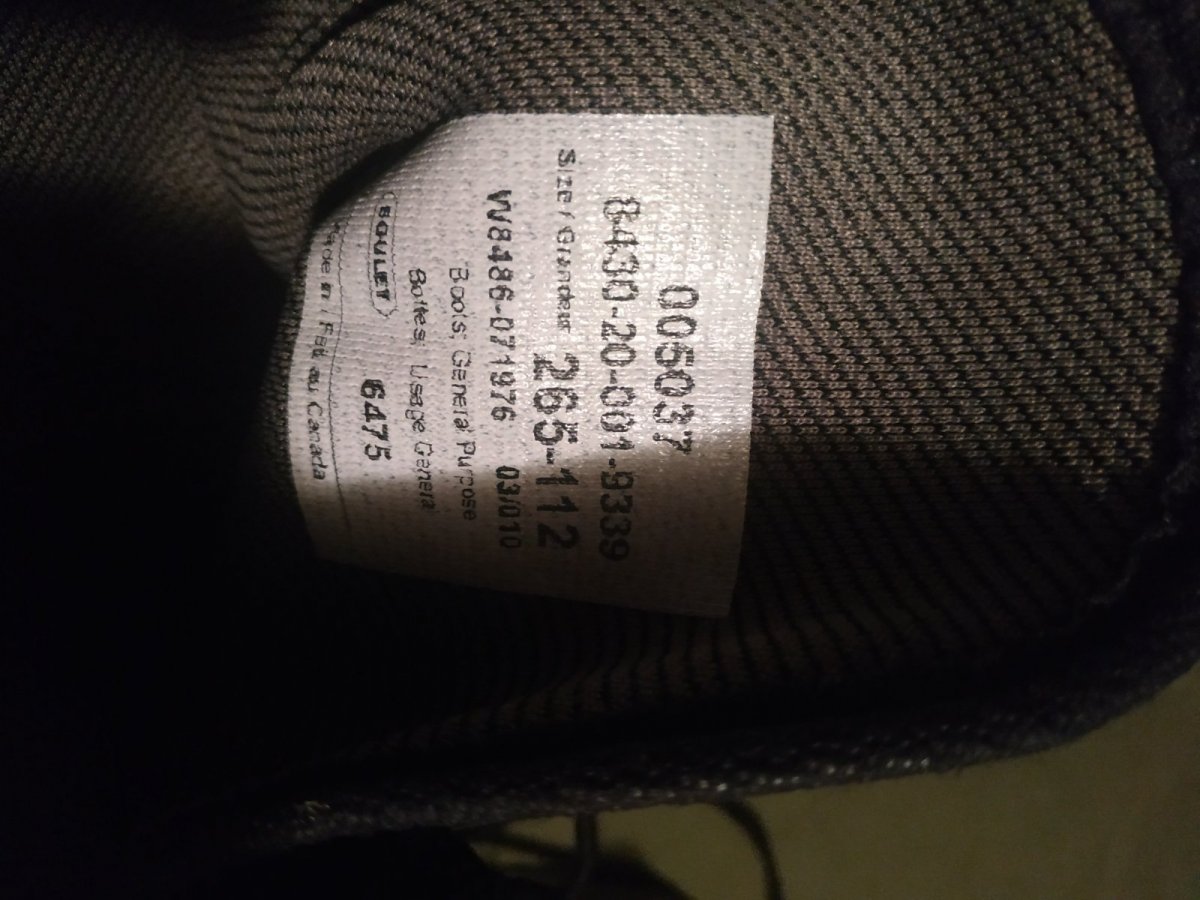 005037
8430-20-001-9339
Size / Grandeur 265-112
W8486-071976 03/010
Boots, General Purpose
Bottes, Usage General
BOULET 6475
Made in / Fait au Canada